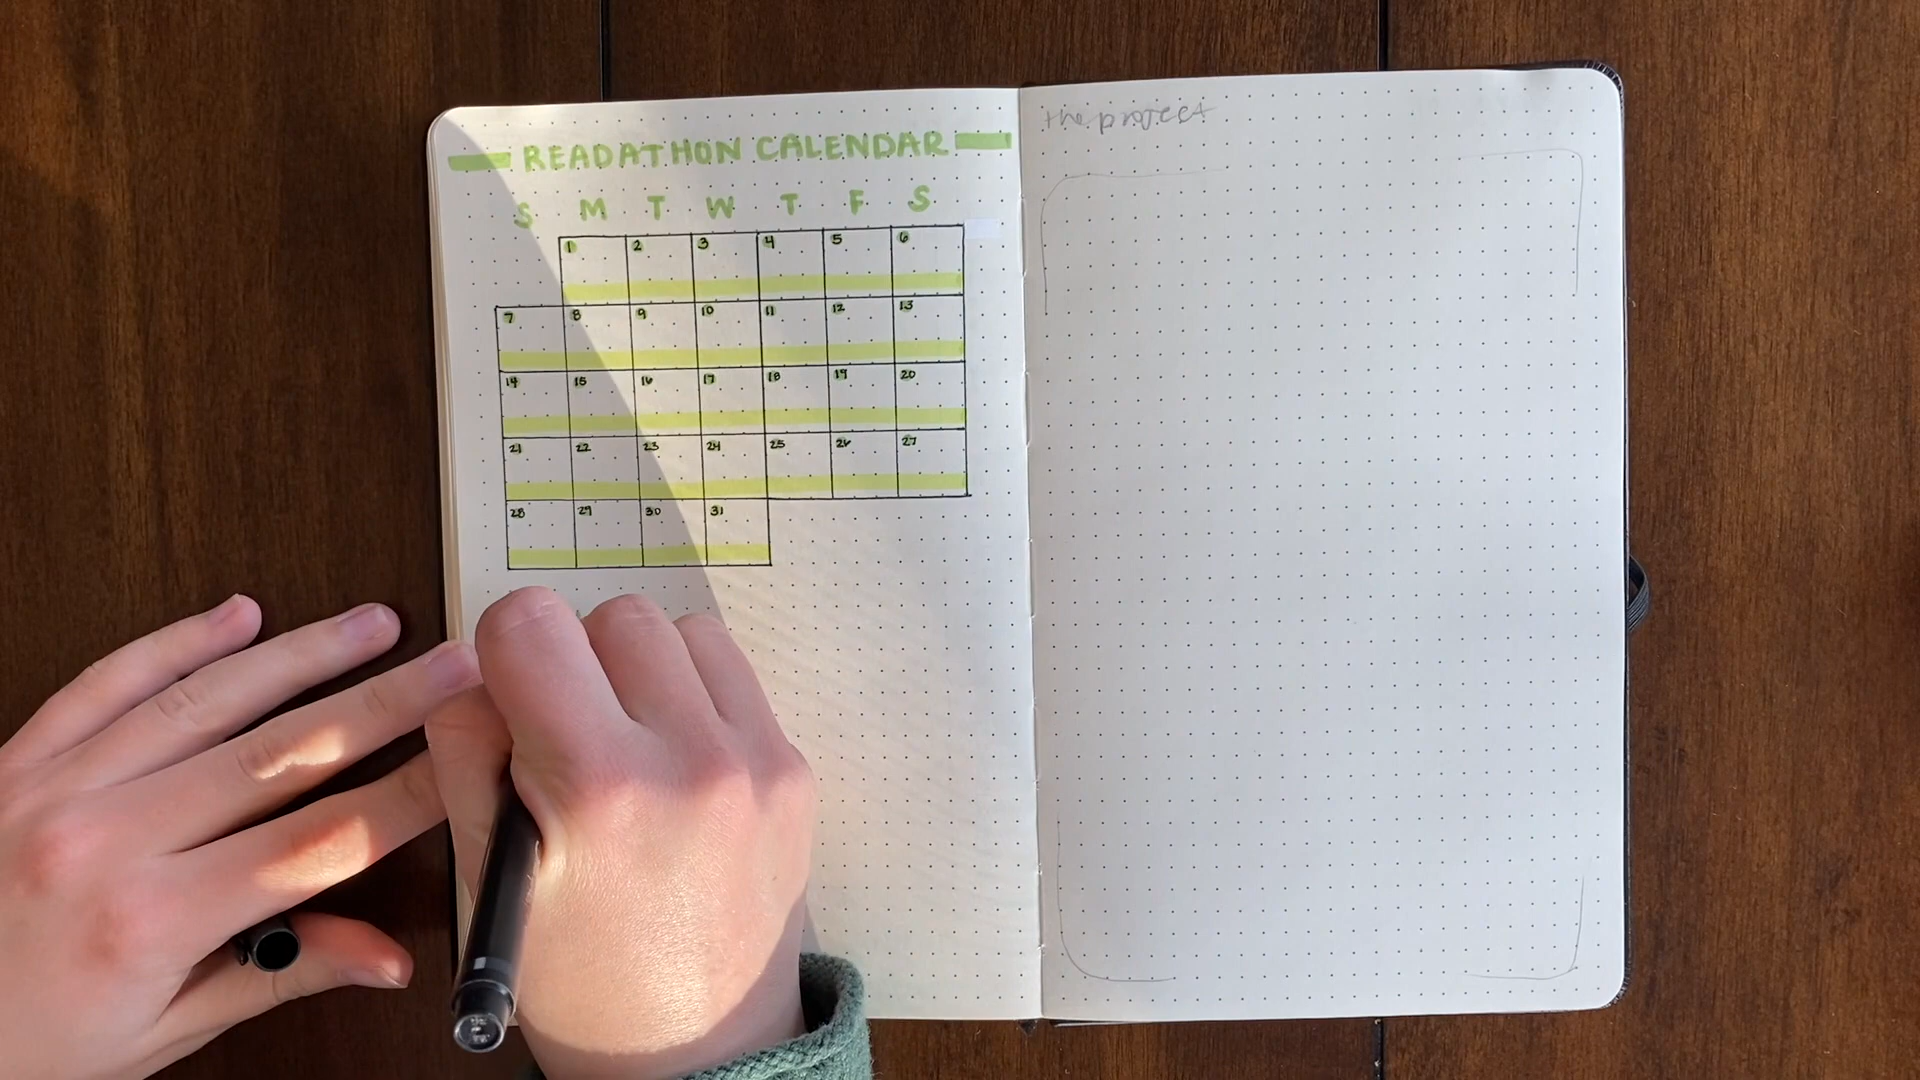 READATHON CALENDAR
S M T W T F S
1 2 3 4 5 6
7 8 9 10 11 12 13
14 15 16 17 18 19 20
21 22 23 24 25 26 27
28 29 30 31
the project